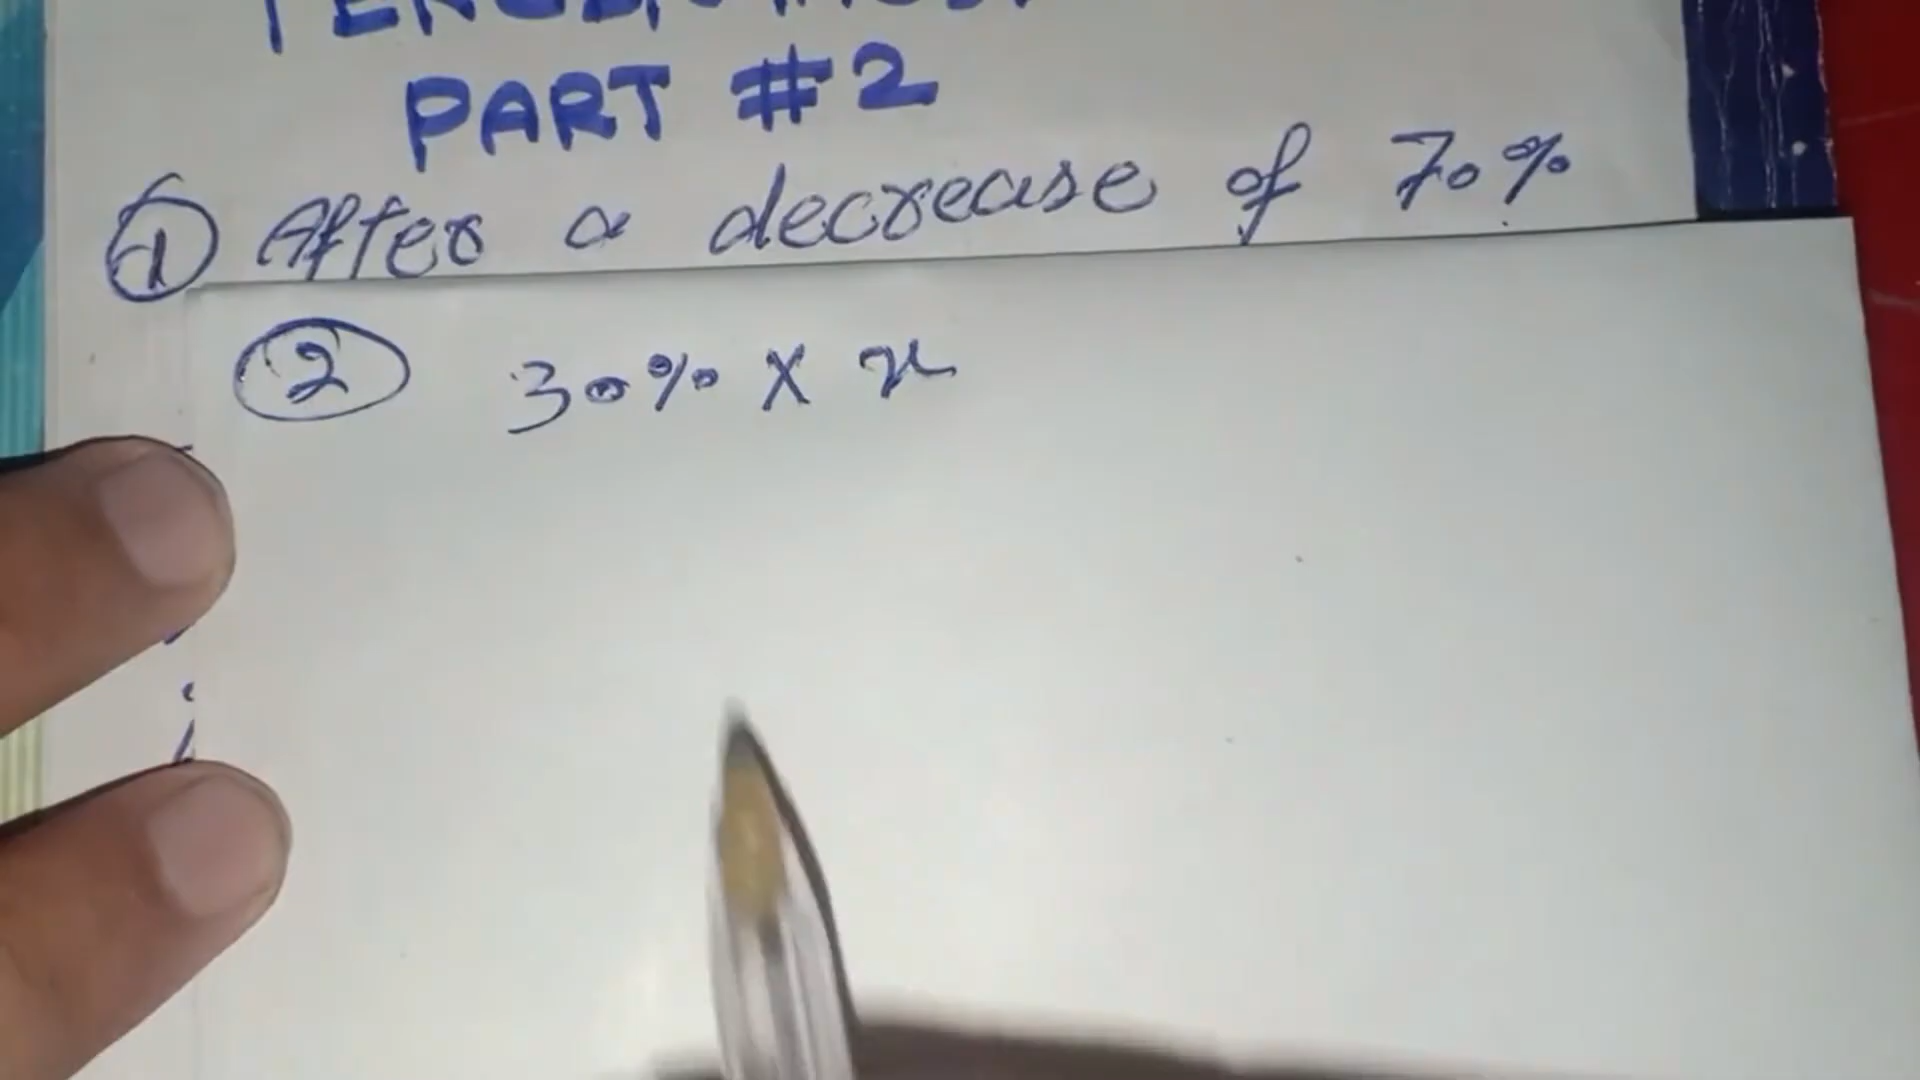 PART #2
① After a decrease of 70%
② 30% X x